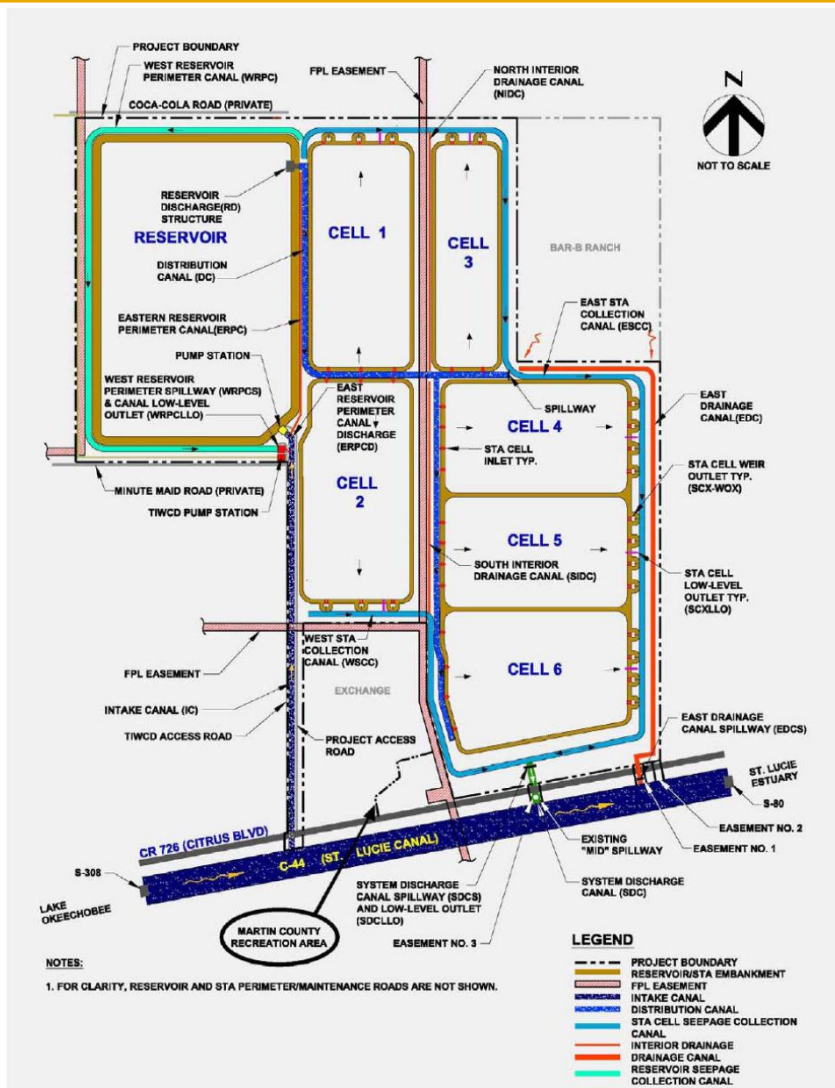 PROJECT BOUNDARY
WEST RESERVOIR
PERIMETER CANAL (WRPC)
COCA-COLA ROAD (PRIVATE)
FPL EASEMENT
NORTH INTERIOR
DRAINAGE CANAL
(NIDC)
N
NOT TO SCALE
RESERVOIR
DISCHARGE(RD)
STRUCTURE
RESERVOIR
DISTRIBUTION
CANAL (DC)
EASTERN RESERVOIR
PERIMETER CANAL(ERPC)
PUMP STATION
WEST RESERVOIR
PERIMETER SPILLWAY (WRPCS)
& CANAL LOW-LEVEL
OUTLET (WRPCLLO)
MINUTE MAID ROAD (PRIVATE)
TIWCD PUMP STATION
CELL 1
CELL
3
BAR-B RANCH
EAST STA
COLLECTION
CANAL (ESCC)
EAST
RESERVOIR
PERIMETER
CANAL
DISCHARGE
(ERPCD)
SPILLWAY
CELL 4
STA CELL
INLET TYP.
EAST
DRAINAGE
CANAL(EDC)
STA CELL WEIR
OUTLET TYP.
(SCX-WOX)
CELL
2
CELL 5
SOUTH INTERIOR
DRAINAGE CANAL (SIDC)
STA CELL
LOW-LEVEL
OUTLET TYP.
(SCXLLO)
WEST STA
COLLECTION
CANAL (WSCC)
CELL 6
FPL EASEMENT
EXCHANGE
INTAKE CANAL (IC)
TIWCD ACCESS ROAD
PROJECT ACCESS
ROAD
EAST DRAINAGE
CANAL SPILLWAY (EDCS)
ST. LUCIE
ESTUARY
S-80
EASEMENT NO. 2
EASEMENT NO. 1
CR 726 (CITRUS BLVD)
C-44 (ST. LUCIE CANAL)
EXISTING
"MID" SPILLWAY
S-308
LAKE
OKEECHOBEE
SYSTEM DISCHARGE
CANAL SPILLWAY (SDCS)
AND LOW-LEVEL OUTLET
(SDCLLO)
SYSTEM DISCHARGE
CANAL (SDC)
MARTIN COUNTY
RECREATION AREA
EASEMENT NO. 3
NOTES:
1. FOR CLARITY, RESERVOIR AND STA PERIMETER/MAINTENANCE ROADS ARE NOT SHOWN.
LEGEND
PROJECT BOUNDARY
RESERVOIR/STA EMBANKMENT
FPL EASEMENT
INTAKE CANAL
DISTRIBUTION CANAL
STA CELL SEEPAGE COLLECTION
CANAL
INTERIOR DRAINAGE
DRAINAGE CANAL
RESERVOIR SEEPAGE
COLLECTION CANAL